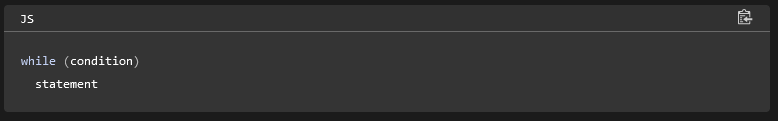 JS
while (condition)
  statement